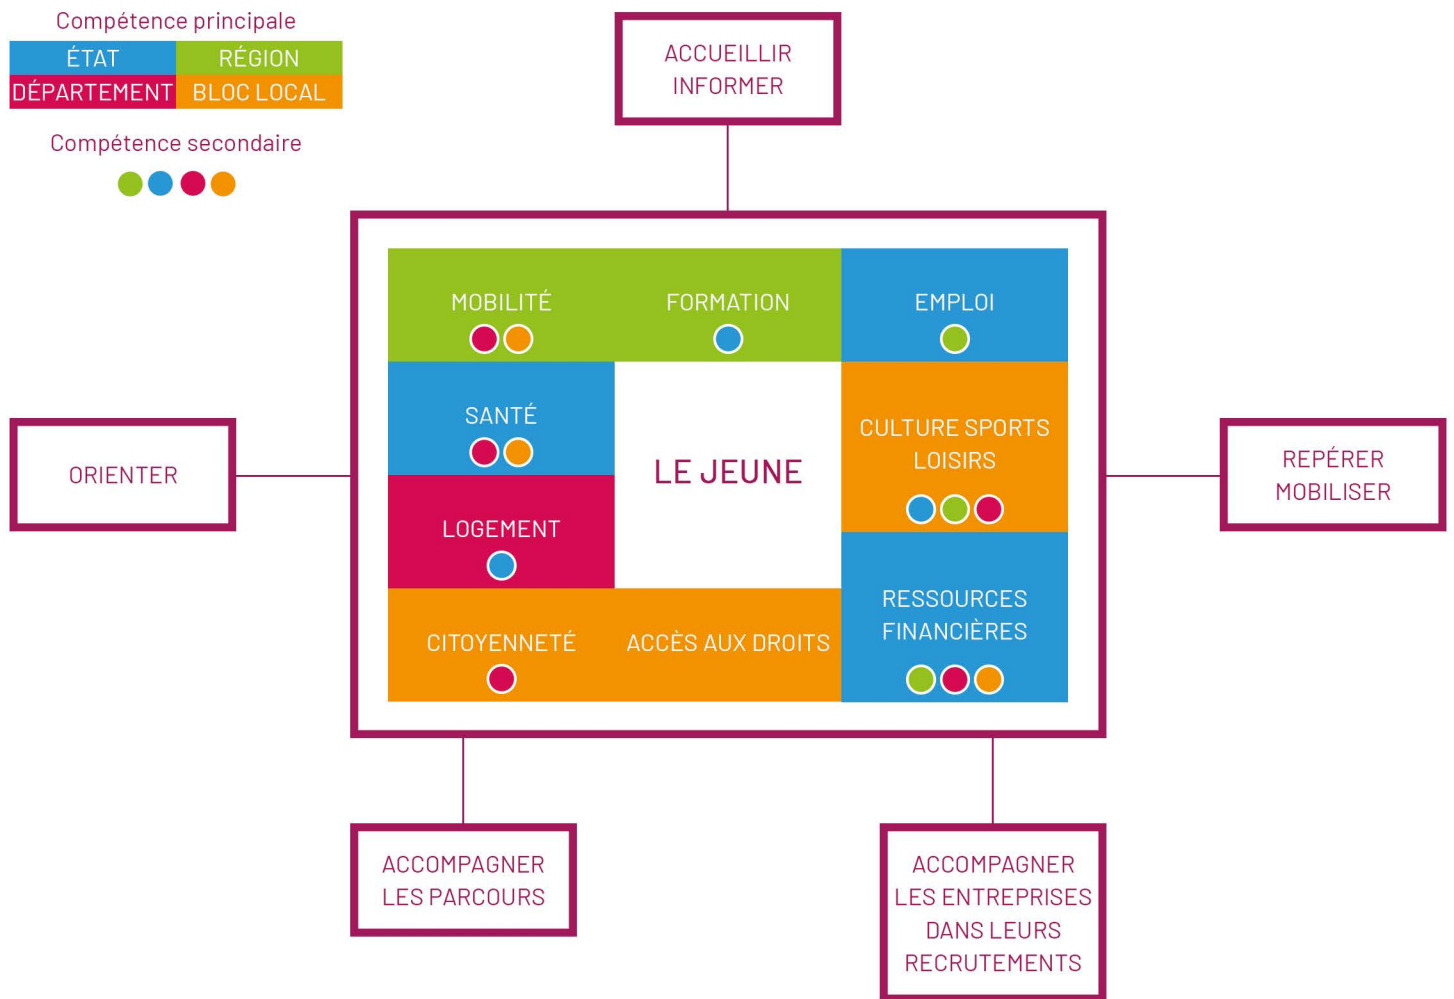 Compétence principale
ÉTAT
RÉGION
DÉPARTEMENT
BLOC LOCAL
Compétence secondaire
ACCUEILLIR
INFORMER
MOBILITÉ
FORMATION
EMPLOI
SANTÉ
LE JEUNE
CULTURE SPORTS
LOISIRS
LOGEMENT
RESSOURCES
FINANCIÈRES
CITOYENNETÉ
ACCÈS AUX DROITS
ORIENTER
REPÉRER
MOBILISER
ACCOMPAGNER
LES PARCOURS
ACCOMPAGNER
LES ENTREPRISES
DANS LEURS
RECRUTEMENTS